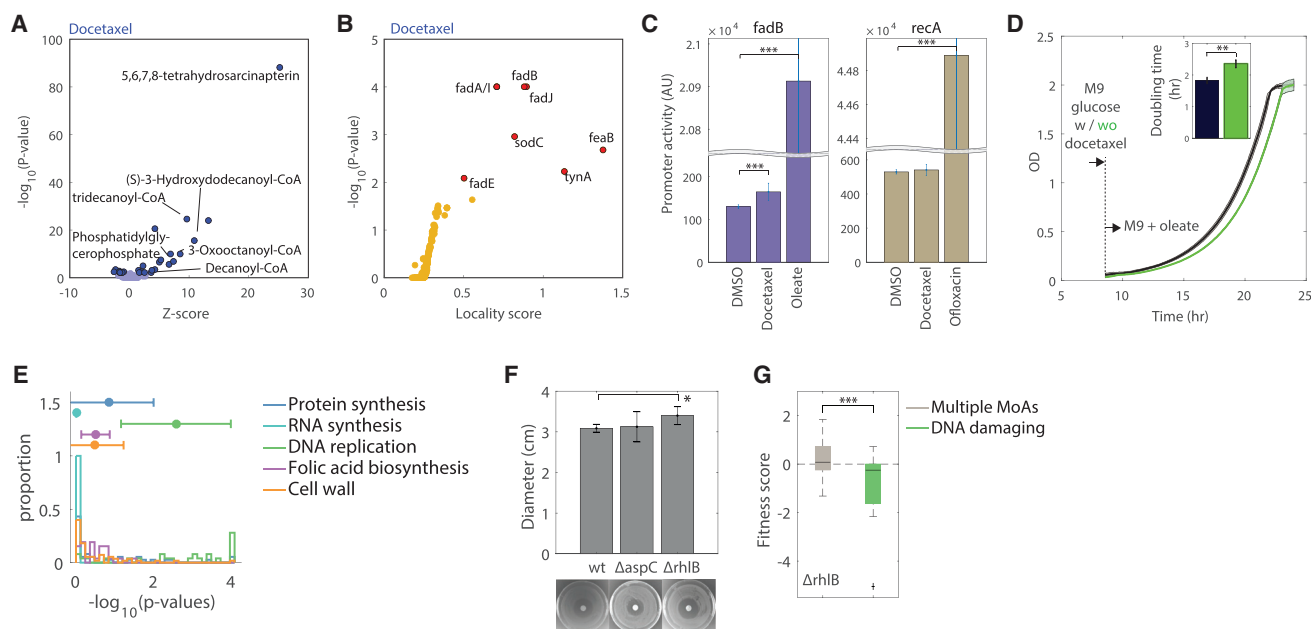 A
Docetaxel
-log10(P-value)
100
80
60
40
20
0
5,6,7,8-tetrahydrosarcinapterin
(S)-3-Hydroxydodecanoyl-CoA
tridecanoyl-CoA
Phosphatidylgly-
cerophosphate
3-Oxooctanoyl-CoA
Decanoyl-CoA
-10
0
10
20
30
Z-score
B
Docetaxel
-log10(P-value)
5
4
3
2
1
0
fadA/I
fadB
fadJ
sodC
feaB
fadE
tynA
0.5
1
1.5
Locality score
C
Promoter activity (AU)
× 10^4
fadB
2.1
2.09
2.08
200
100
0
***
***
DMSO
Docetaxel
Oleate
× 10^4
recA
4.48
4.44
600
400
200
0
***
DMSO
Docetaxel
Ofloxacin
D
OD
2.5
2
1.5
1
0.5
0
M9
glucose
w / wo
docetaxel
M9 + oleate
Doubling time
(hr)
3
2
1
0
**
5
10
15
20
25
Time (hr)
E
proportion
1.5
1
0.5
0
0
2
4
-log10(p-values)
Protein synthesis
RNA synthesis
DNA replication
Folic acid biosynthesis
Cell wall
F
Diameter (cm)
4
3
2
1
0
*
wt
ΔaspC
ΔrhlB
G
Fitness score
2
0
-2
-4
***
ΔrhlB
Multiple MoAs
DNA damaging